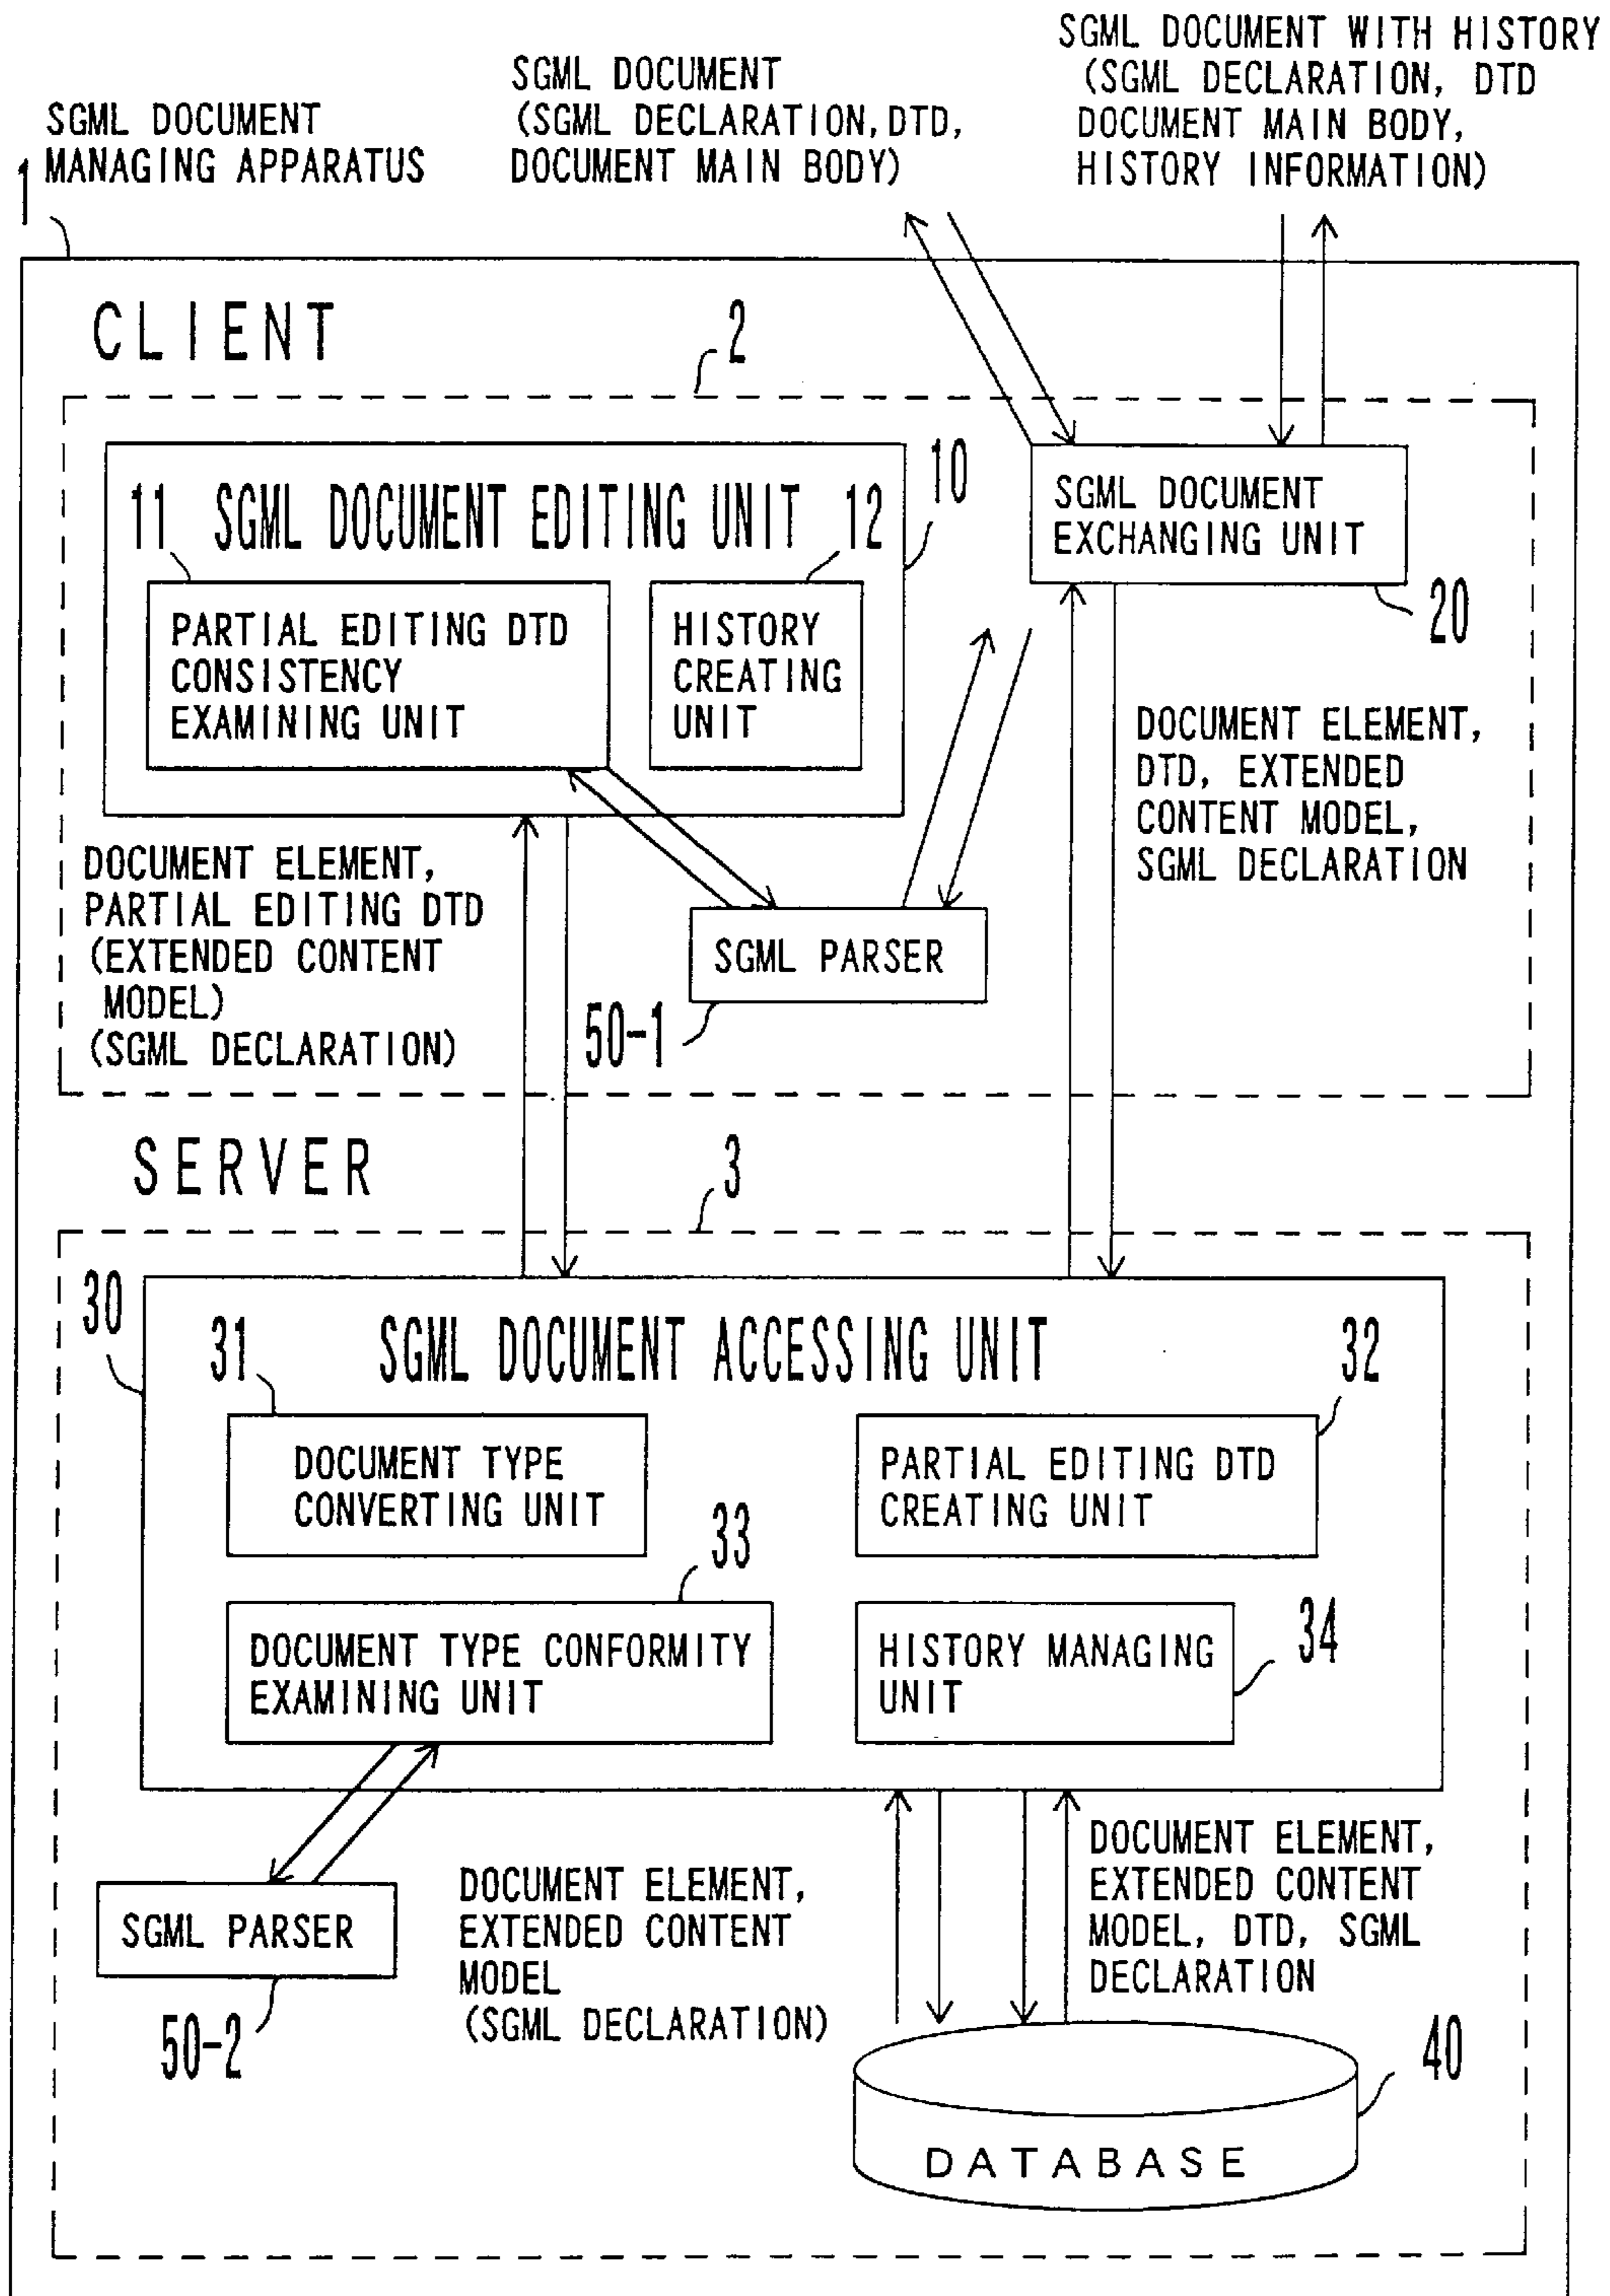 SGML DOCUMENT
MANAGING APPARATUS
1
SGML DOCUMENT
(SGML DECLARATION, DTD,
DOCUMENT MAIN BODY)
SGML DOCUMENT WITH HISTORY
(SGML DECLARATION, DTD
DOCUMENT MAIN BODY,
HISTORY INFORMATION)
CLIENT
2
11
SGML DOCUMENT EDITING UNIT
12
10
PARTIAL EDITING DTD
CONSISTENCY
EXAMINING UNIT
HISTORY
CREATING
UNIT
SGML DOCUMENT
EXCHANGING UNIT
20
DOCUMENT ELEMENT,
PARTIAL EDITING DTD
(EXTENDED CONTENT
MODEL)
(SGML DECLARATION)
SGML PARSER
50-1
DOCUMENT ELEMENT,
DTD, EXTENDED
CONTENT MODEL,
SGML DECLARATION
SERVER
3
30
31
SGML DOCUMENT ACCESSING UNIT
32
DOCUMENT TYPE
CONVERTING UNIT
PARTIAL EDITING DTD
CREATING UNIT
33
DOCUMENT TYPE CONFORMITY
EXAMINING UNIT
HISTORY MANAGING
UNIT
34
SGML PARSER
50-2
DOCUMENT ELEMENT,
EXTENDED CONTENT
MODEL
(SGML DECLARATION)
DOCUMENT ELEMENT,
EXTENDED CONTENT
MODEL, DTD, SGML
DECLARATION
40
DATABASE